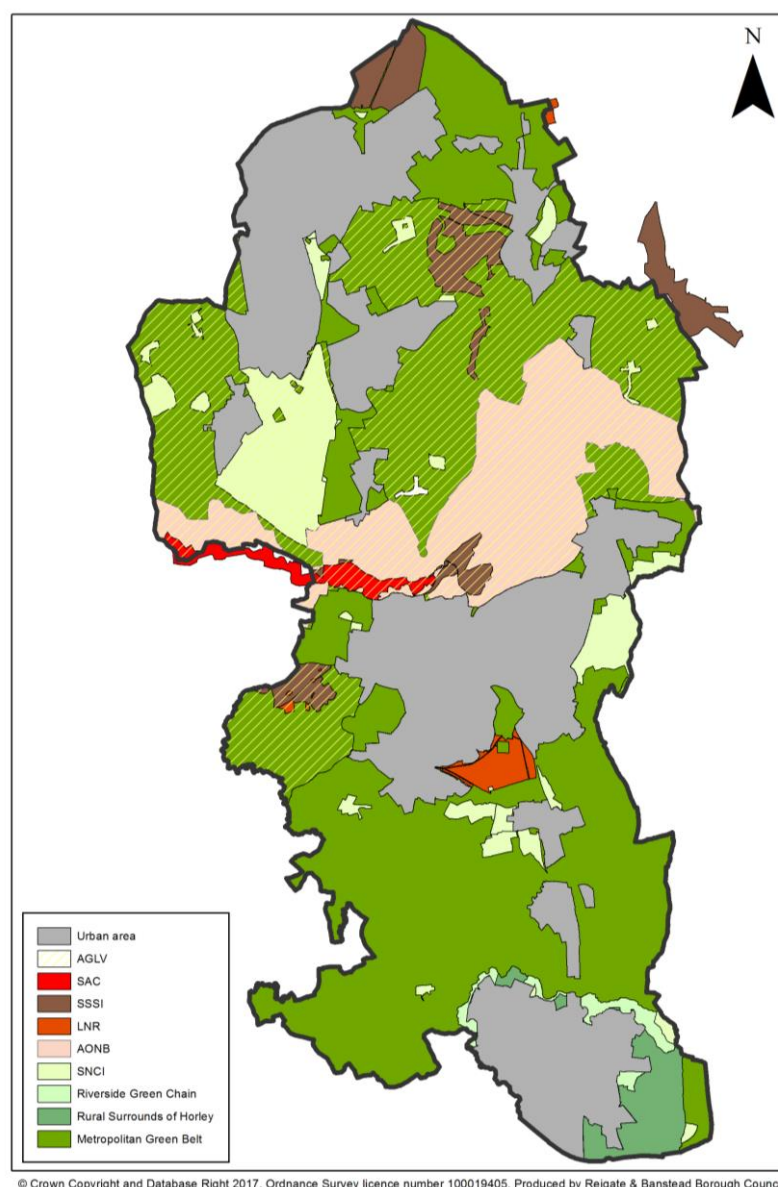 N
Urban area
AGLV
SAC
SSSI
LNR
AONB
SNCI
Riverside Green Chain
Rural Surrounds of Horley
Metropolitan Green Belt
© Crown Copyright and Database Right 2017. Ordnance Survey licence number 100019405. Produced by Reigate & Banstead Borough Counc